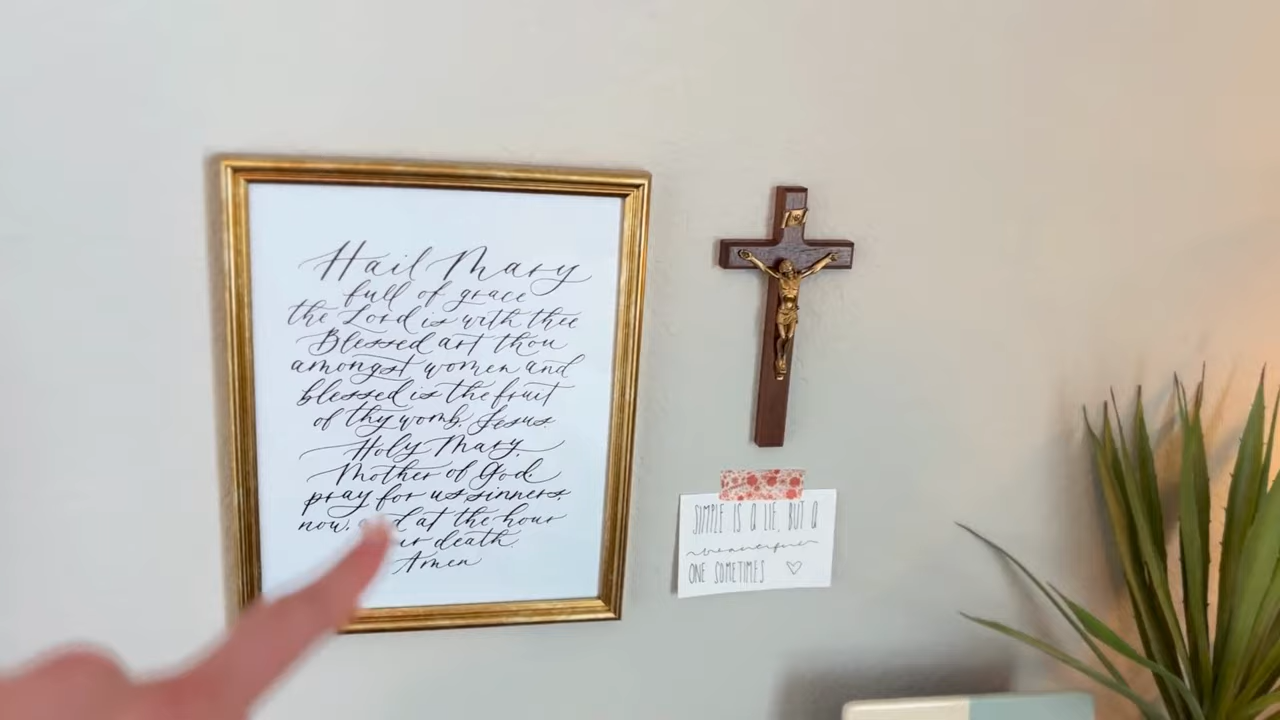 Hail Mary
full of grace
the Lord is with thee
Blessed art thou
amongst women and
blessed is the fruit
of thy womb, Jesus
Holy Mary,
Mother of God,
pray for us sinners,
now, and at the hour
death.
Amen
SIMPLE IS A LIE, BUT A
ONE SOMETIMES ♡